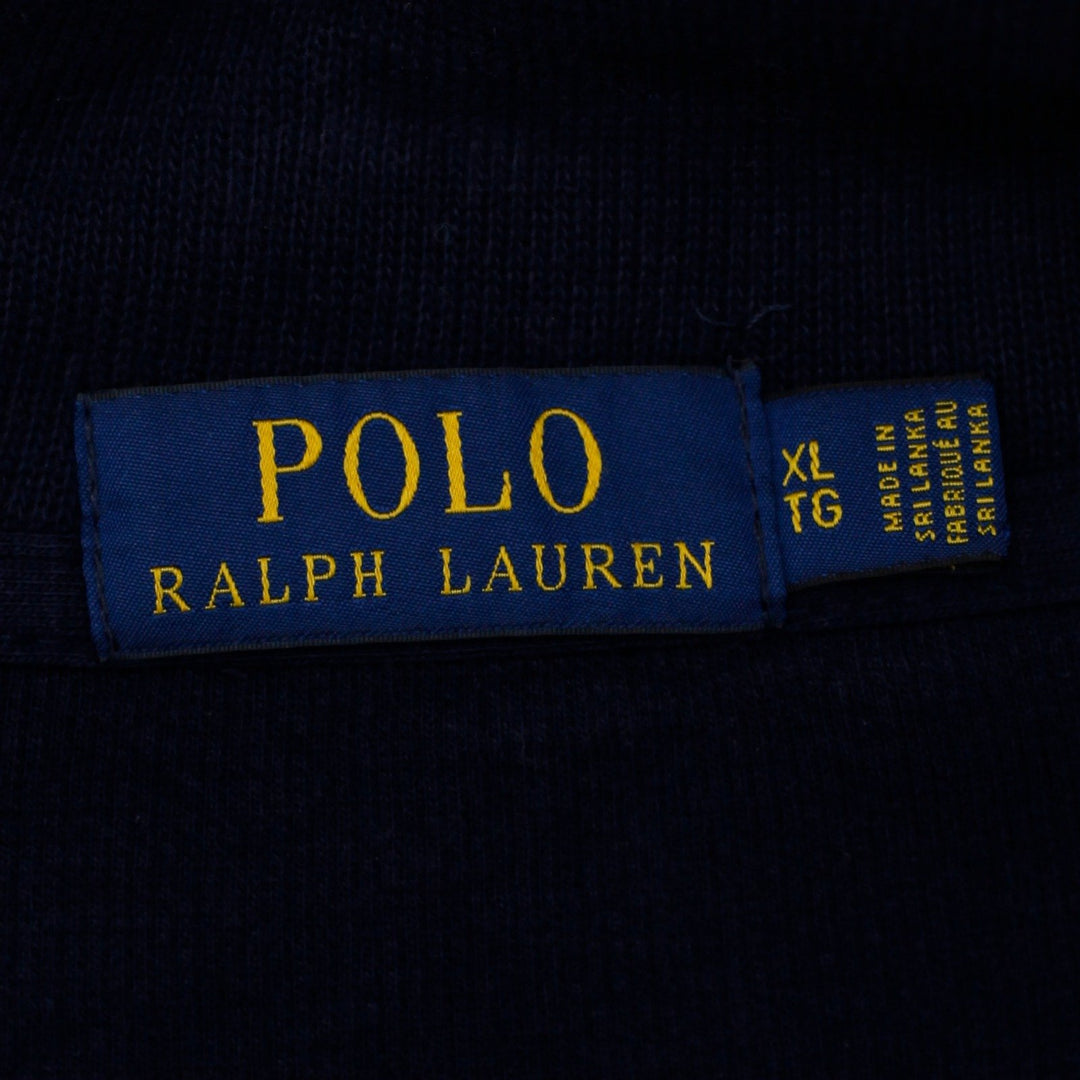 POLO
RALPH LAUREN
XL
TG
MADE IN
SRI LANKA
FABRIQUÉ AU
SRI LANKA